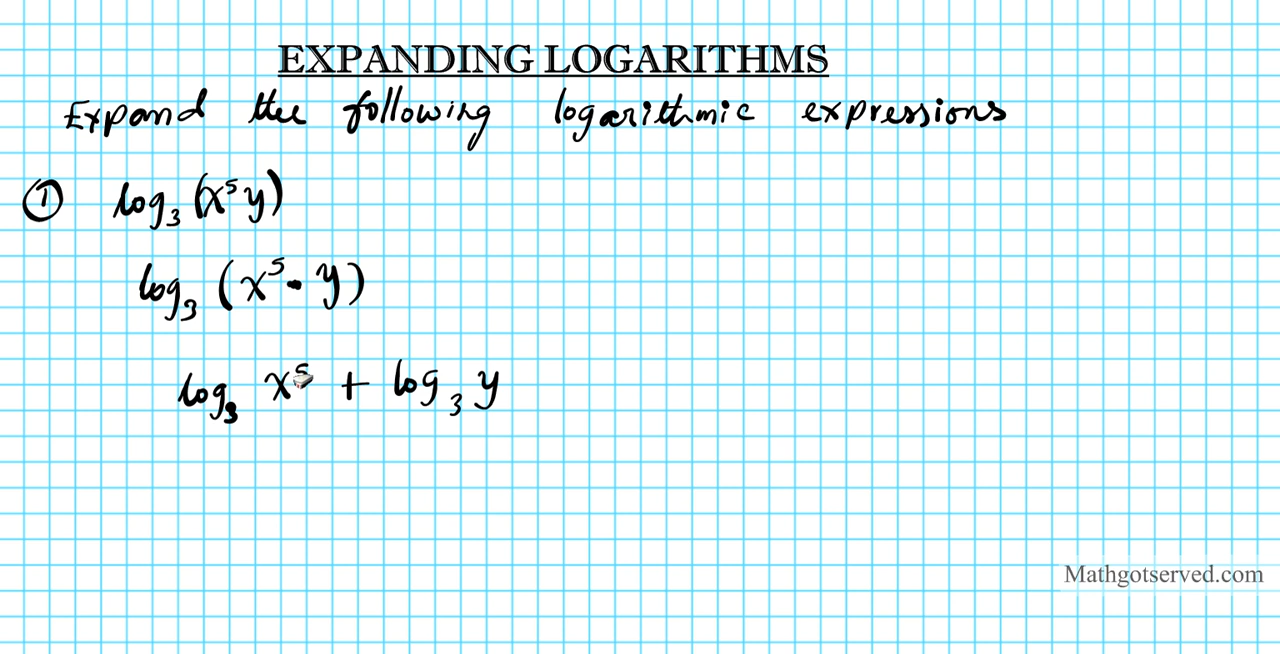 EXPANDING LOGARITHMS
Expand the following logarithmic expressions
① log₃ (x⁵y)
log₃ (x⁵ · y)
log₃ x⁵ + log₃ y
Mathgotserved.com